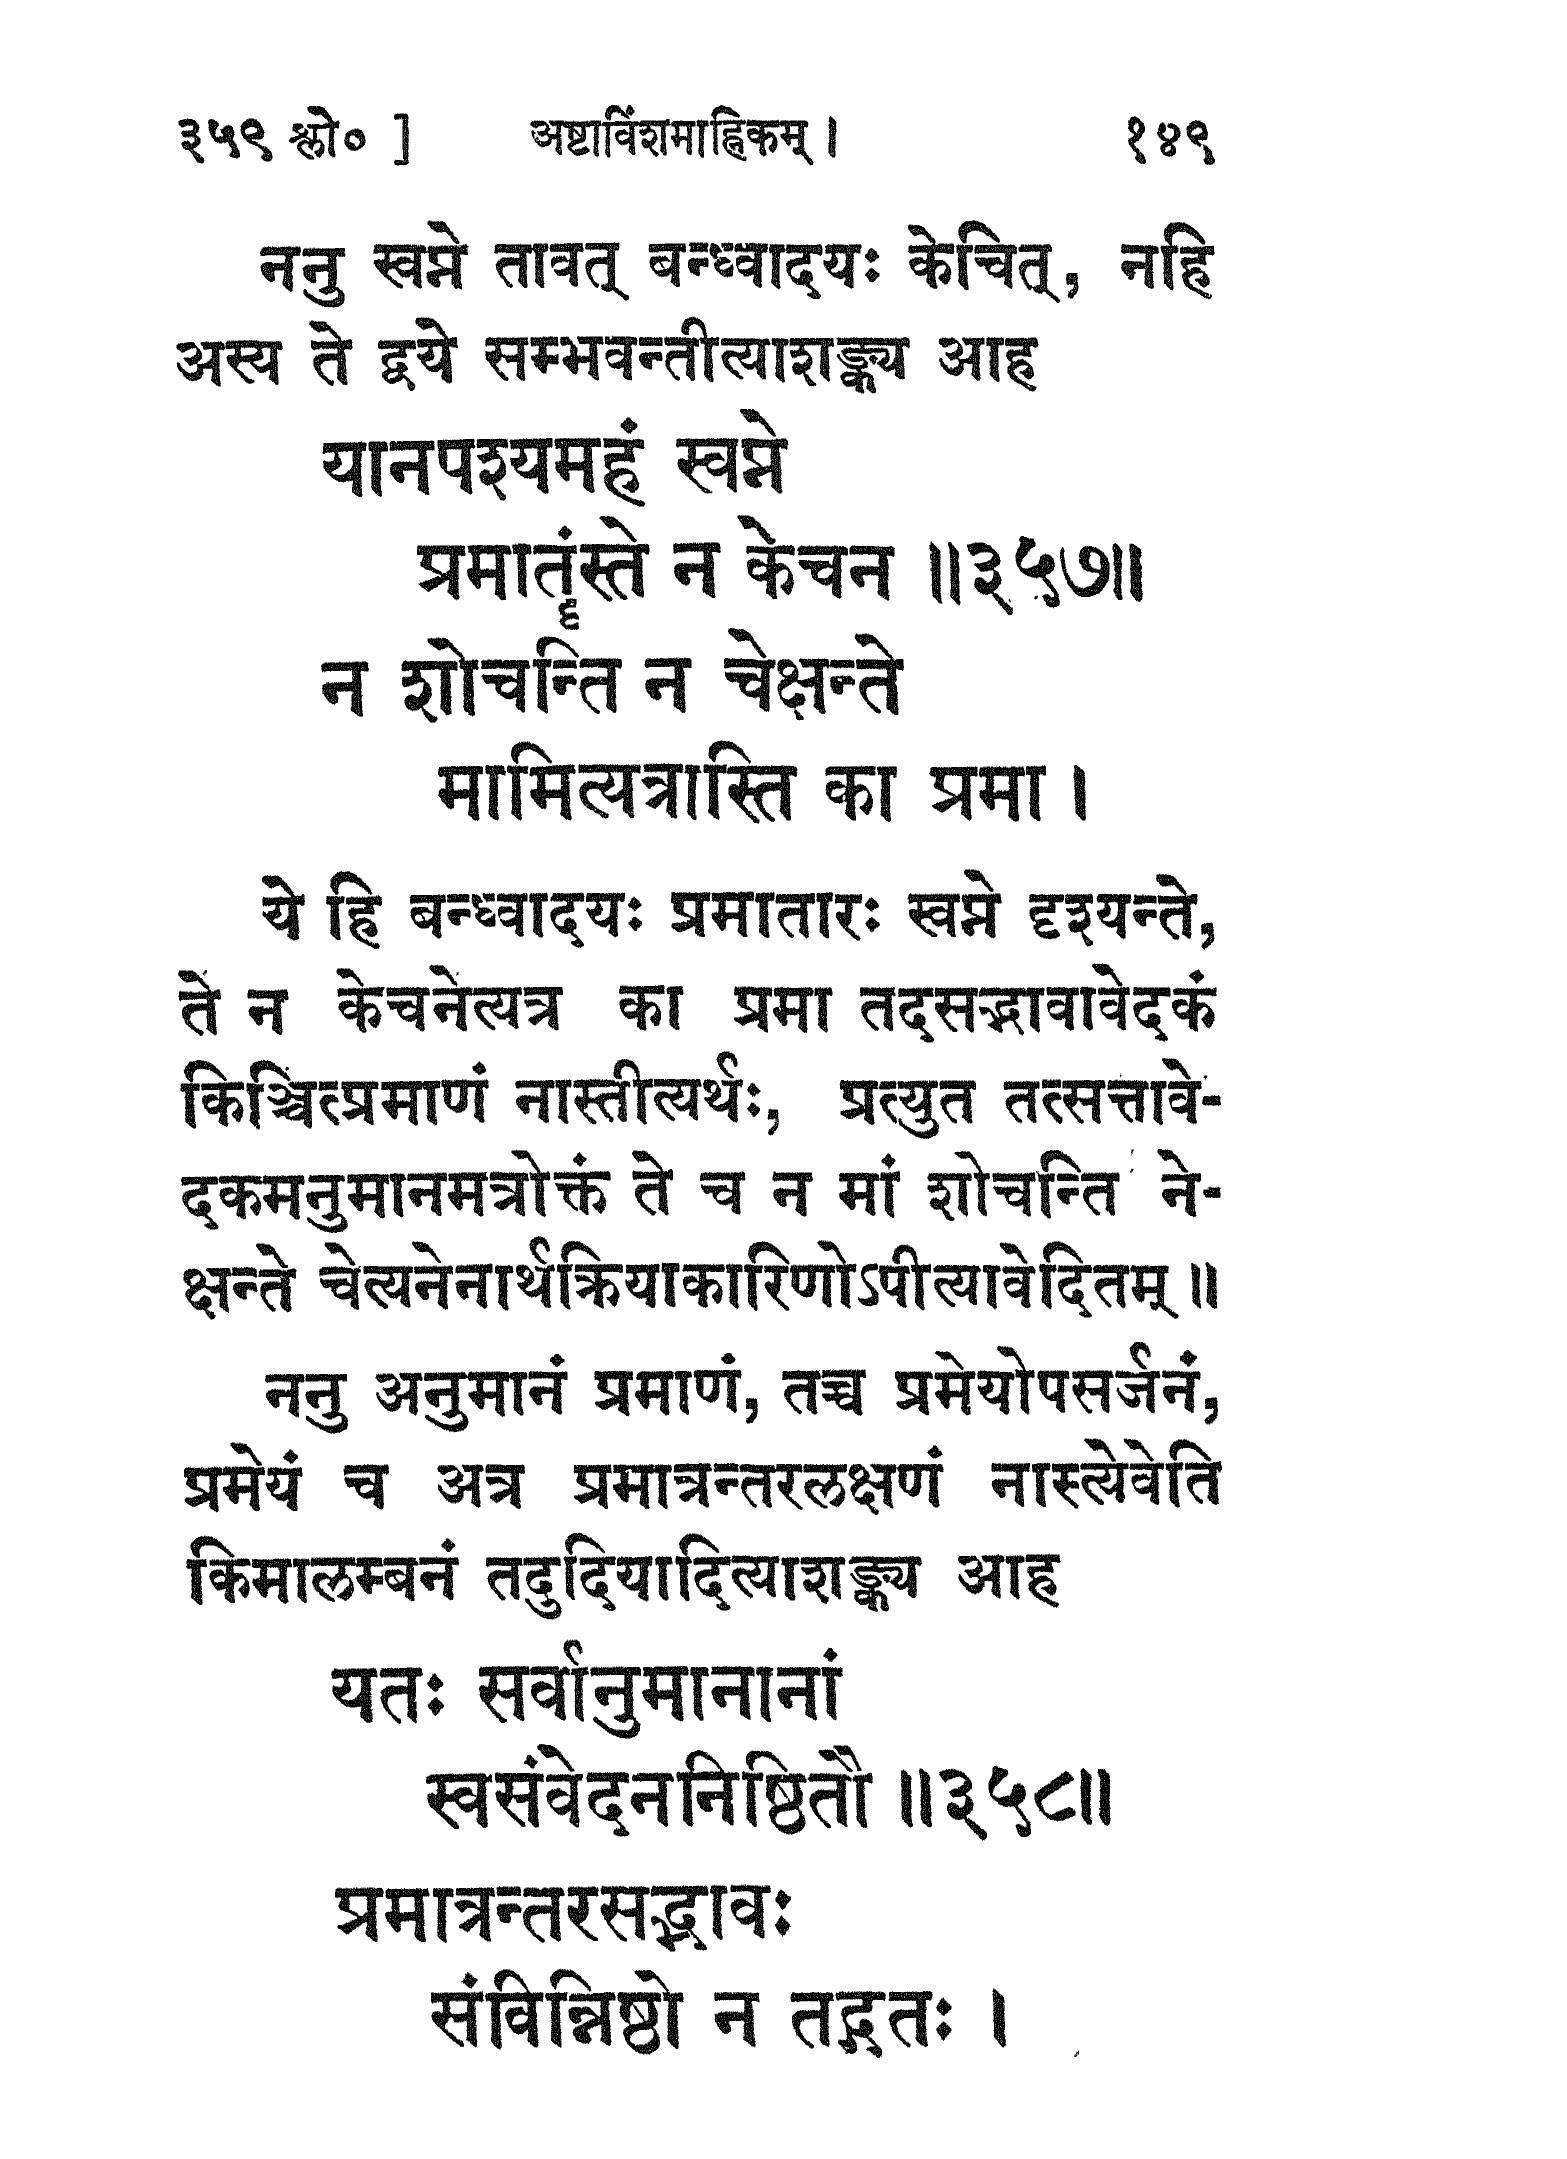 ३५९ श्लो० ] अष्टाविंशमाह्निकम् । १४९
ननु स्वप्ने तावत् बन्ध्वादयः केचित्, नहि
अस्य ते द्वये सम्भवन्तीत्याशङ्क्य आह
यानपश्यमहं स्वप्ने
प्रमातॄंस्ते न केचन ॥३५७॥
न शोचन्ति न चेक्षन्ते
मामित्यत्रास्ति का प्रमा ।
ये हि बन्ध्वादयः प्रमातारः स्वप्ने दृश्यन्ते,
ते न केचनेत्यत्र का प्रमा तदसद्भावावेदकं
किञ्चित्प्रमाणं नास्तीत्यर्थः, प्रत्युत तत्सत्तावे-
दकमनुमानमत्रोक्तं ते च न मां शोचन्ति ने-
क्षन्ते चेत्यनेनार्थक्रियाकारिणोऽपीत्यावेदितम् ॥
ननु अनुमानं प्रमाणं, तच्च प्रमेयोपसर्जनं,
प्रमेयं च अत्र प्रमात्रन्तरलक्षणं नास्त्येवेति
किमालम्बनं तदुदियादित्याशङ्क्य आह
यतः सर्वानुमानानां
स्वसंवेदननिष्ठितौ ॥३५८॥
प्रमात्रन्तरसद्भावः
संविन्निष्ठो न तद्गतः ।